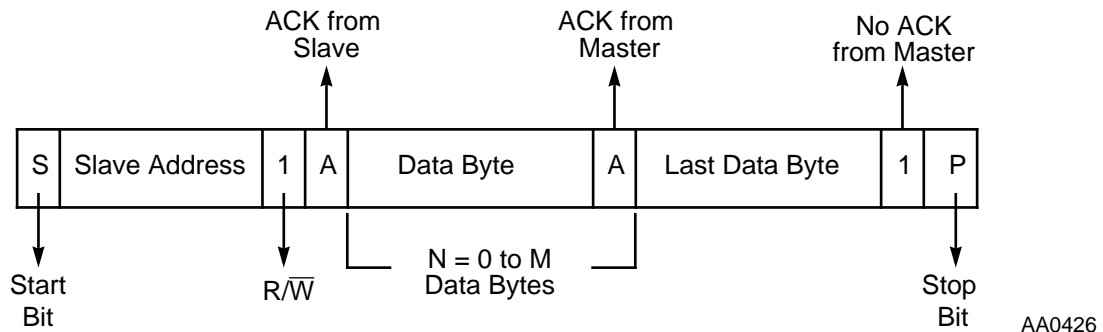 ACK from
Slave
ACK from
Master
No ACK
from Master
S
Slave Address
1
A
Data Byte
A
Last Data Byte
1
P
Start
Bit
R/W̅
N = 0 to M
Data Bytes
Stop
Bit
AA0426